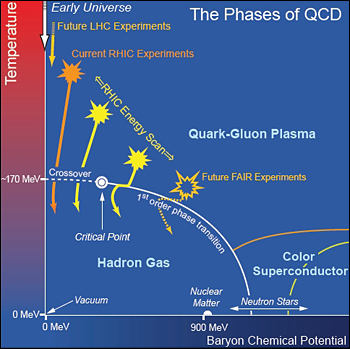 The Phases of QCD
Temperature
Early Universe
Future LHC Experiments
Current RHIC Experiments
RHIC Energy Scan
Quark-Gluon Plasma
Crossover
~170 MeV
Future FAIR Experiments
1st order phase transition
Critical Point
Hadron Gas
Color
Superconductor
Nuclear
Matter
Neutron Stars
Vacuum
0 MeV
0 MeV
900 MeV
Baryon Chemical Potential